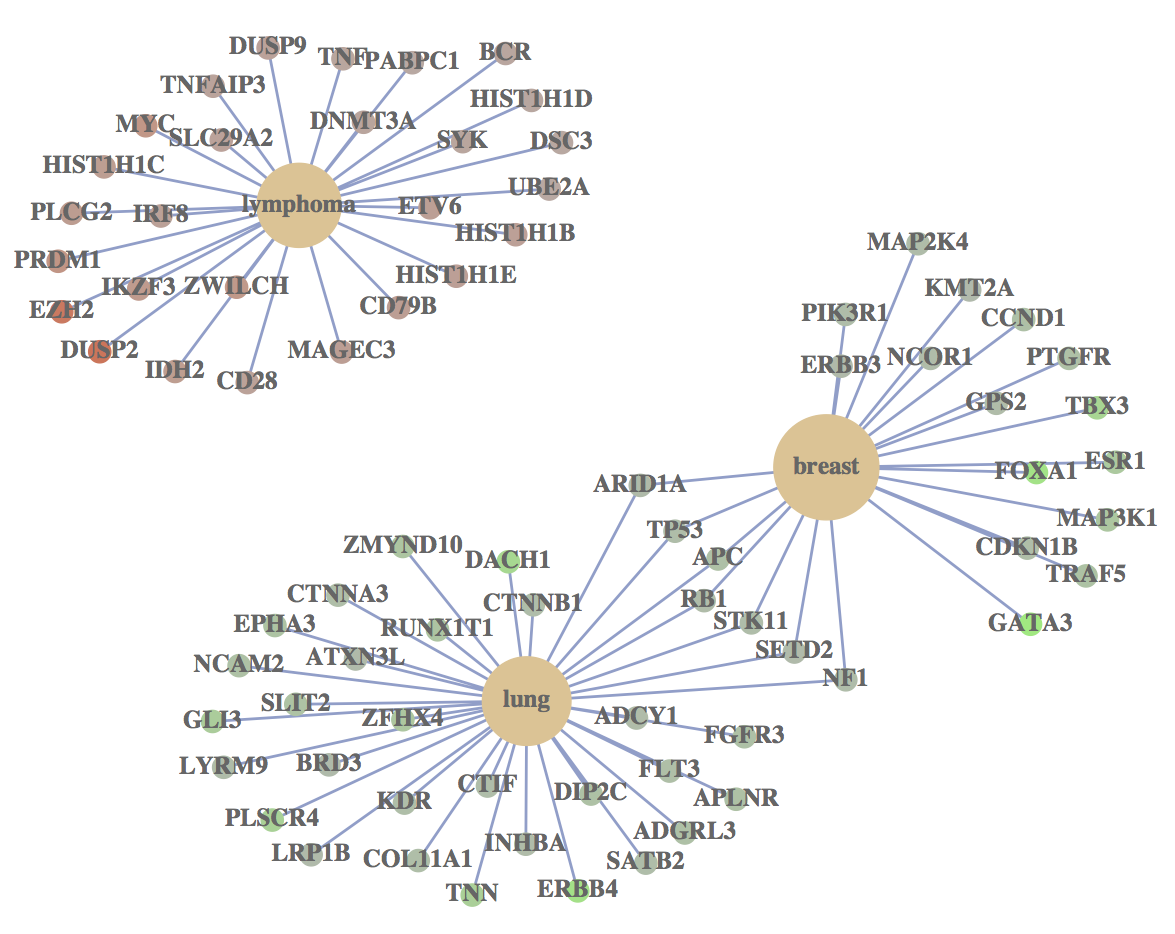 DUSP9
TNF
PABPC1
BCR
TNFAIP3
HIST1H1D
MYC
SLC29A2
DNMT3A
SYK
DSC3
HIST1H1C
UBE2A
PLCG2
IRF8
lymphoma
ETV6
HIST1H1B
PRDM1
IKZF3
ZWILCH
HIST1H1E
EZH2
CD79B
DUSP2
IDH2
CD28
MAGEC3
MAP2K4
KMT2A
PIK3R1
CCND1
ERBB3
NCOR1
PTGFR
GPS2
TBX3
breast
FOXA1
ESR1
ARID1A
MAP3K1
TP53
CDKN1B
APC
TRAF5
RB1
STK11
GATA3
SETD2
NF1
ZMYND10
DACH1
CTNNA3
CTNNB1
EPHA3
RUNX1T1
NCAM2
ATXN3L
SLIT2
lung
GLI3
ZFHX4
ADCY1
FGFR3
LYRM9
BRD3
FLT3
CTIF
DIP2C
APLNR
PLSCR4
KDR
ADGRL3
LRP1B
COL11A1
INHBA
SATB2
TNN
ERBB4